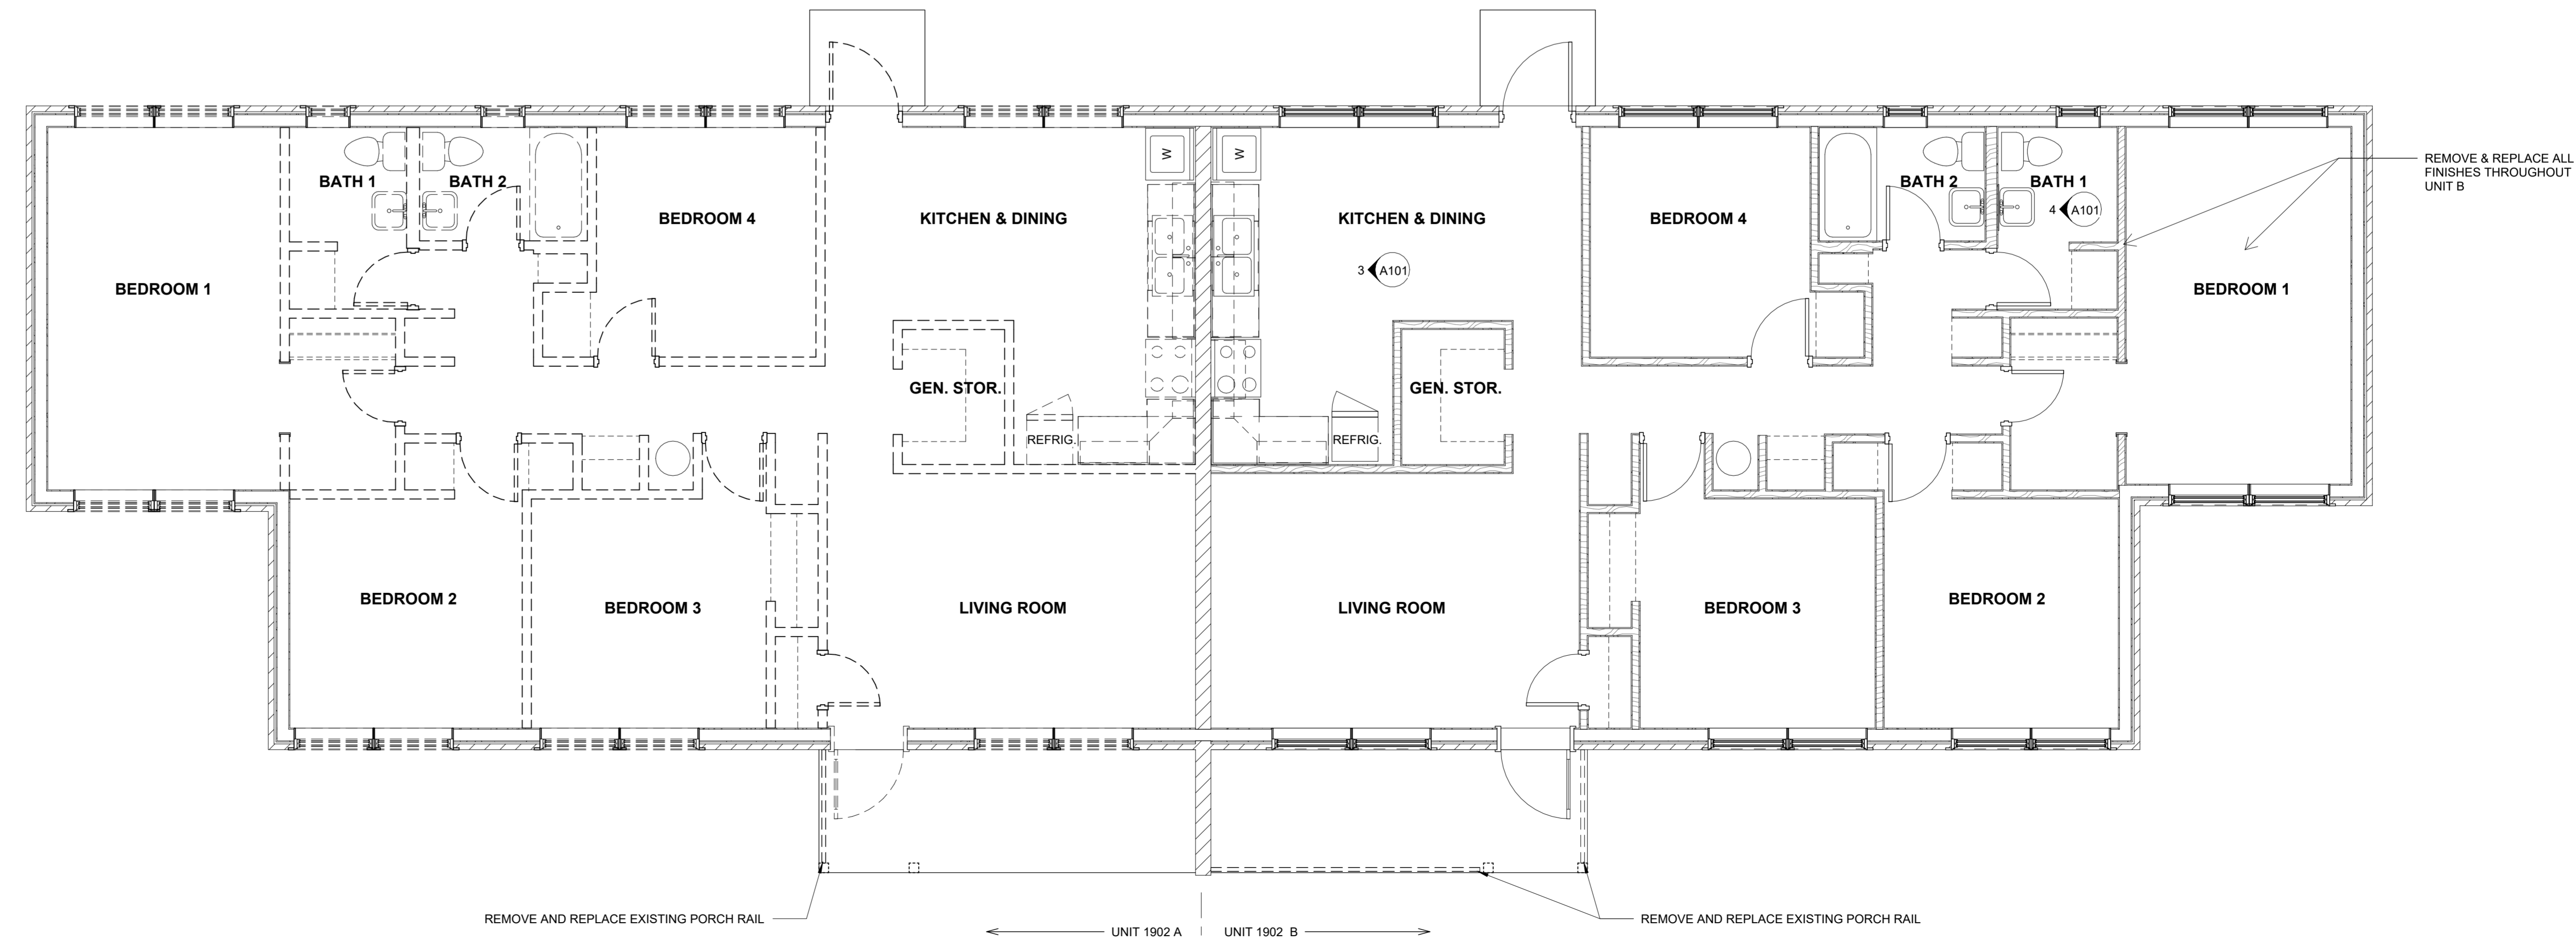 REMOVE & REPLACE ALL
FINISHES THROUGHOUT
UNIT B
W
W
BATH 1
BATH 2
BATH 2
BATH 1
4
A101
BEDROOM 4
KITCHEN & DINING
KITCHEN & DINING
BEDROOM 4
3
A101
BEDROOM 1
BEDROOM 1
GEN. STOR.
GEN. STOR.
REFRIG.
REFRIG.
BEDROOM 2
BEDROOM 3
LIVING ROOM
LIVING ROOM
BEDROOM 3
BEDROOM 2
REMOVE AND REPLACE EXISTING PORCH RAIL
REMOVE AND REPLACE EXISTING PORCH RAIL
UNIT 1902 A
UNIT 1902 B